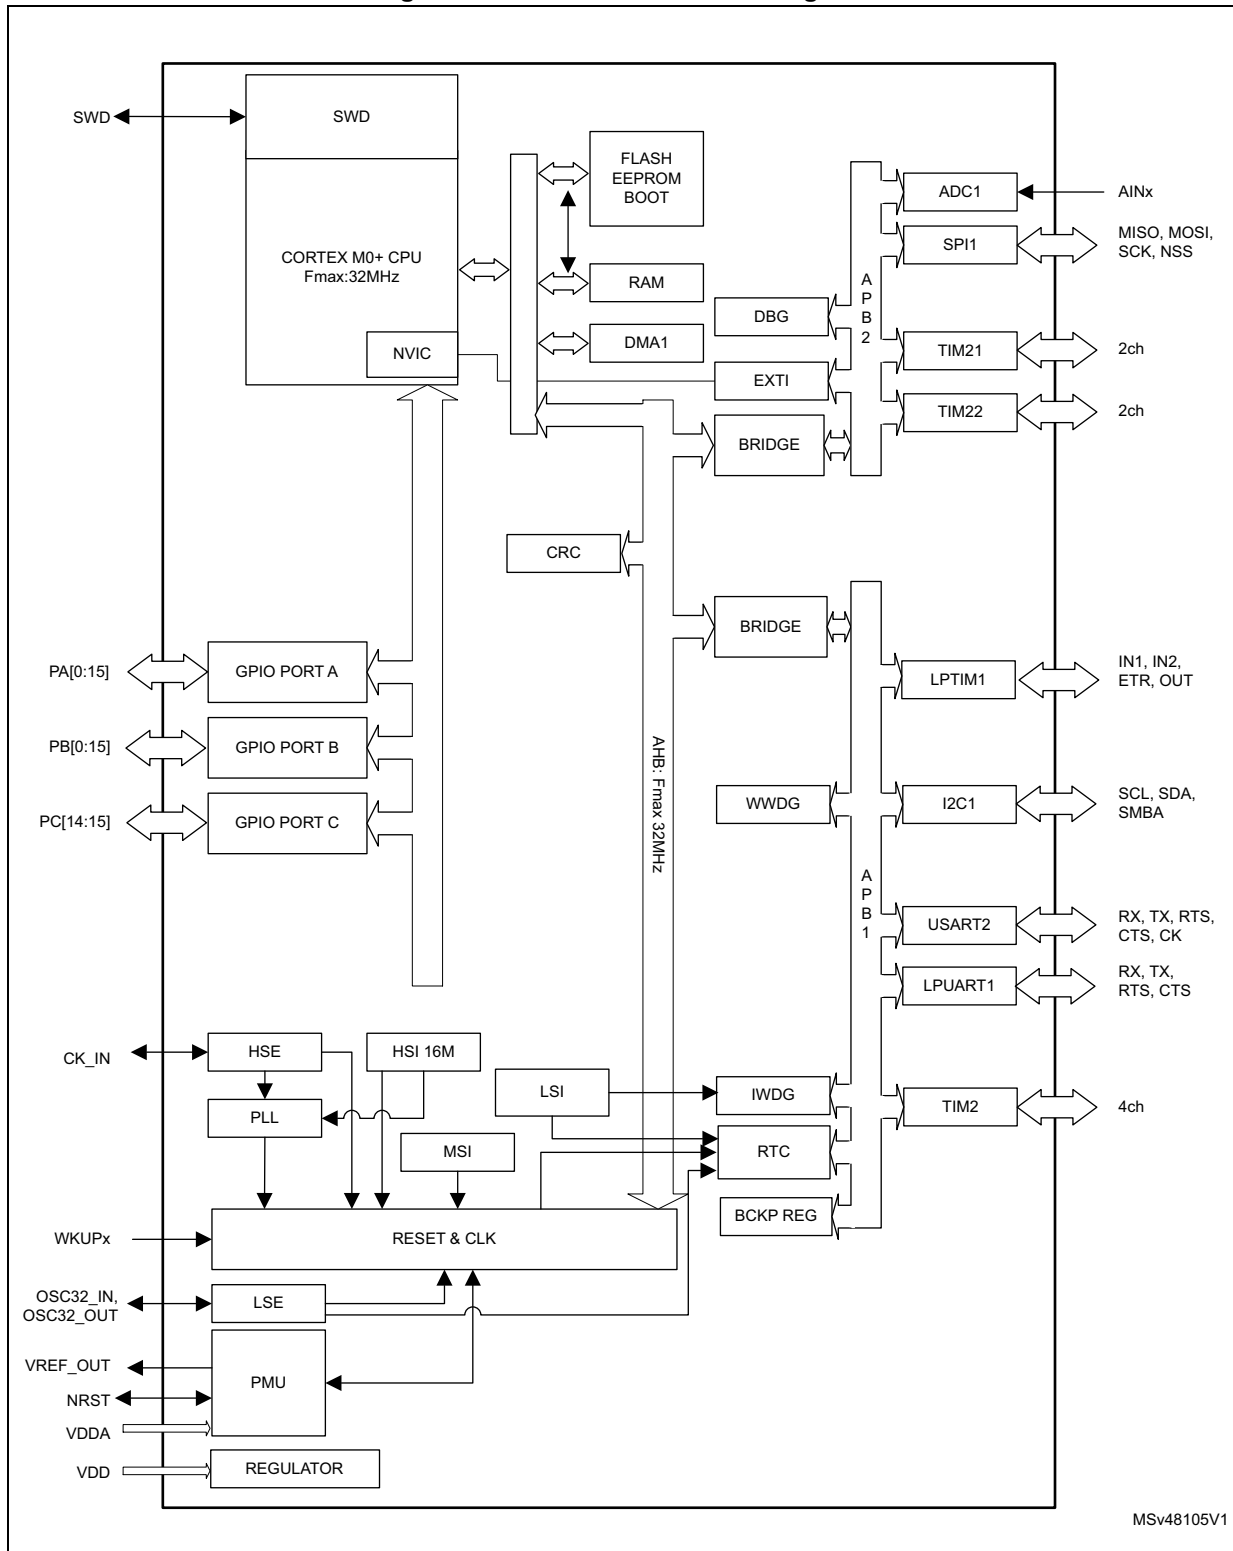 SWD
SWD
FLASH
EEPROM
BOOT
ADC1
AINx
SPI1
MISO, MOSI,
SCK, NSS
CORTEX M0+ CPU
Fmax:32MHz
RAM
APB2
DBG
NVIC
DMA1
TIM21
2ch
EXTI
TIM22
2ch
BRIDGE
CRC
BRIDGE
PA[0:15]
GPIO PORT A
LPTIM1
IN1, IN2,
ETR, OUT
PB[0:15]
GPIO PORT B
AHB: Fmax 32MHz
WWDG
I2C1
SCL, SDA,
SMBA
PC[14:15]
GPIO PORT C
APB1
USART2
RX, TX, RTS,
CTS, CK
LPUART1
RX, TX,
RTS, CTS
CK_IN
HSE
HSI 16M
LSI
IWDG
PLL
TIM2
4ch
MSI
RTC
BCKP REG
WKUPx
RESET & CLK
OSC32_IN,
OSC32_OUT
LSE
VREF_OUT
PMU
NRST
VDDA
VDD
REGULATOR
MSv48105V1